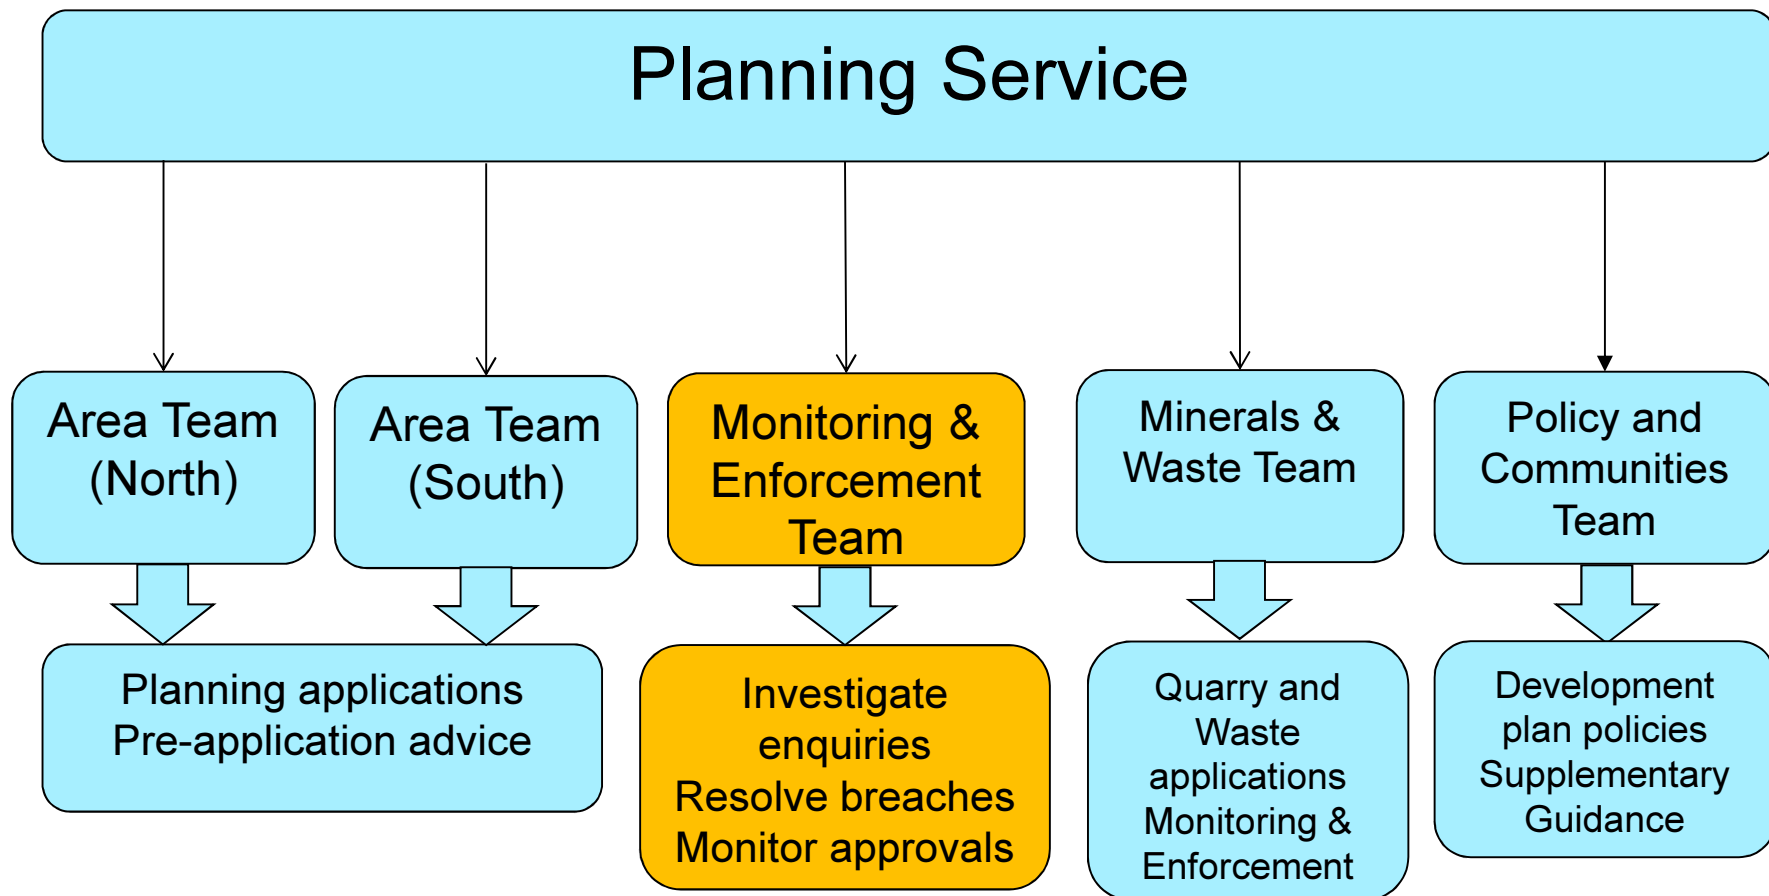 Planning Service
Area Team
(North)
Area Team
(South)
Monitoring &
Enforcement
Team
Minerals &
Waste Team
Policy and
Communities
Team
Planning applications
Pre-application advice
Investigate
enquiries
Resolve breaches
Monitor approvals
Quarry and
Waste
applications
Monitoring &
Enforcement
Development
plan policies
Supplementary
Guidance